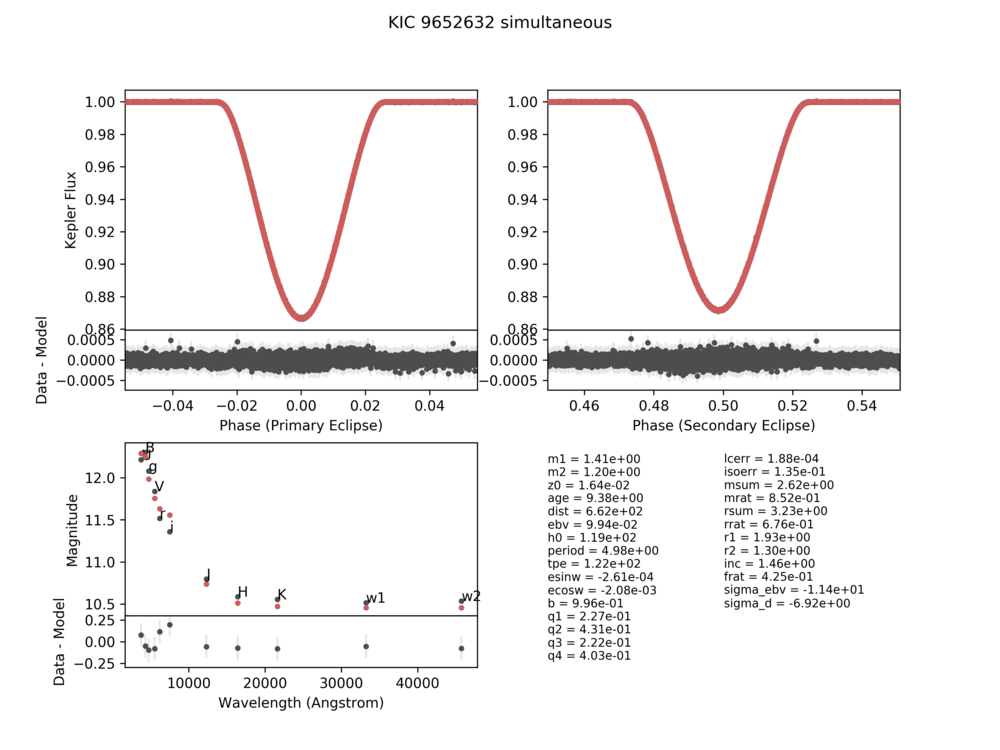 KIC 9652632 simultaneous
1.00
0.98
0.96
0.94
0.92
0.90
0.88
0.86
Kepler Flux
0.0005
0.0000
−0.0005
Data - Model
−0.04 −0.02 0.00 0.02 0.04
Phase (Primary Eclipse)
1.00
0.98
0.96
0.94
0.92
0.90
0.88
0.86
0.0005
0.0000
−0.0005
0.46 0.48 0.50 0.52 0.54
Phase (Secondary Eclipse)
12.0
11.5
11.0
10.5
Magnitude
B
g
V
r
i
J
H
K
w1
w2
0.25
0.00
−0.25
Data - Model
10000 20000 30000 40000
Wavelength (Angstrom)
m1 = 1.41e+00
m2 = 1.20e+00
z0 = 1.64e-02
age = 9.38e+00
dist = 6.62e+02
ebv = 9.94e-02
h0 = 1.19e+02
period = 4.98e+00
tpe = 1.22e+02
esinw = -2.61e-04
ecosw = -2.08e-03
b = 9.96e-01
q1 = 2.27e-01
q2 = 4.31e-01
q3 = 2.22e-01
q4 = 4.03e-01
lcerr = 1.88e-04
isoerr = 1.35e-01
msum = 2.62e+00
mrat = 8.52e-01
rsum = 3.23e+00
rrat = 6.76e-01
r1 = 1.93e+00
r2 = 1.30e+00
inc = 1.46e+00
frat = 4.25e-01
sigma_ebv = -1.14e+01
sigma_d = -6.92e+00